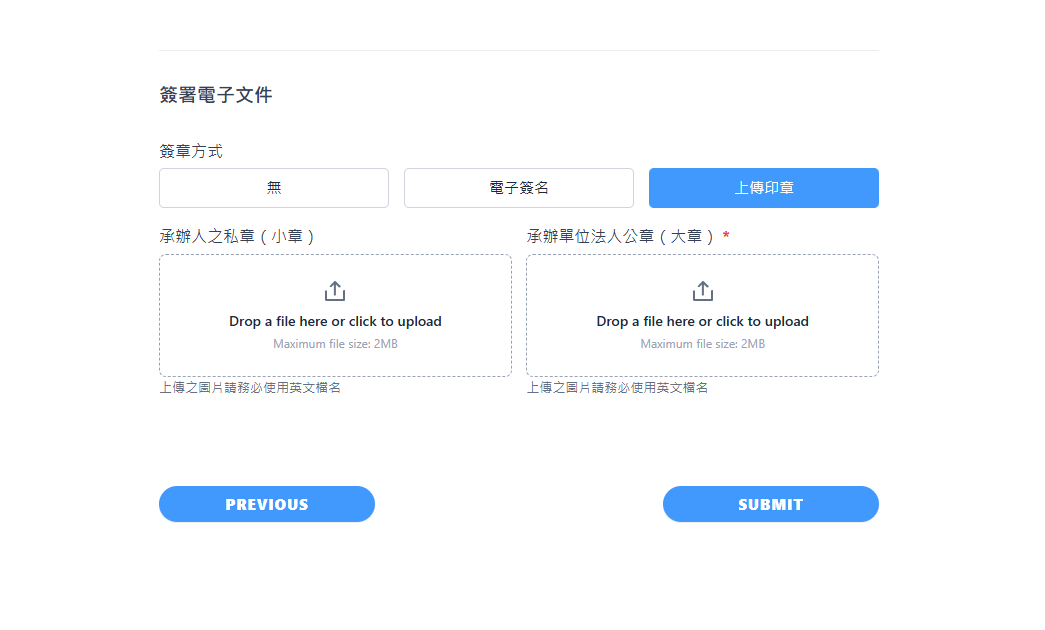 簽署電子文件
簽章方式
無 電子簽名 上傳印章
承辦人之私章（小章） 承辦單位法人公章（大章） *
Drop a file here or click to upload Drop a file here or click to upload
Maximum file size: 2MB Maximum file size: 2MB
上傳之圖片請務必使用英文檔名 上傳之圖片請務必使用英文檔名
PREVIOUS SUBMIT